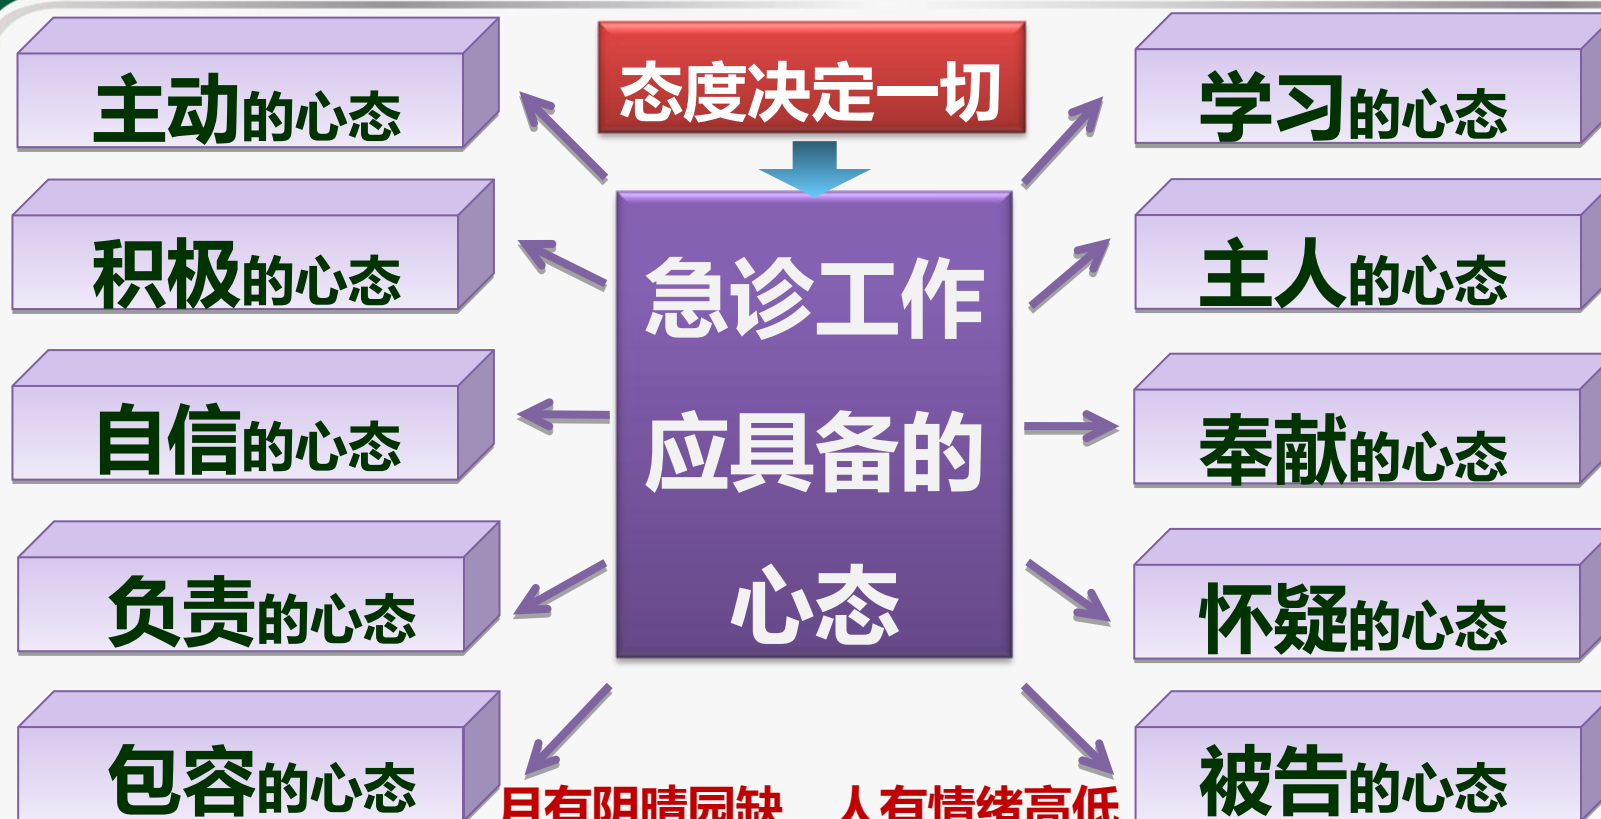 态度决定一切
急诊工作
应具备的
心态
主动的心态
积极的心态
自信的心态
负责的心态
包容的心态
学习的心态
主人的心态
奉献的心态
怀疑的心态
被告的心态
月有阴晴园缺 人有情绪高低